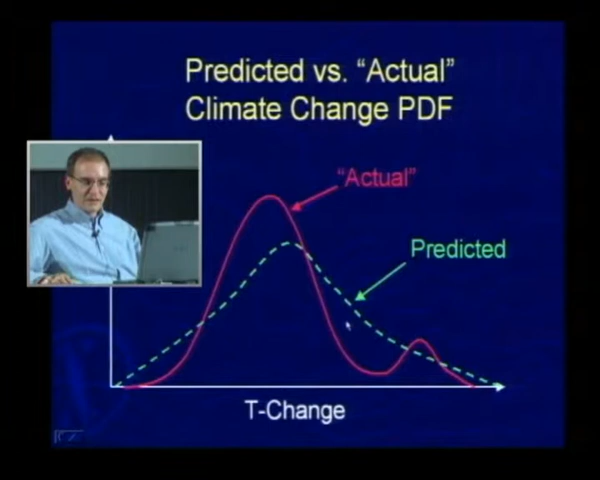 Predicted vs. “Actual”
Climate Change PDF
“Actual”
Predicted
T-Change